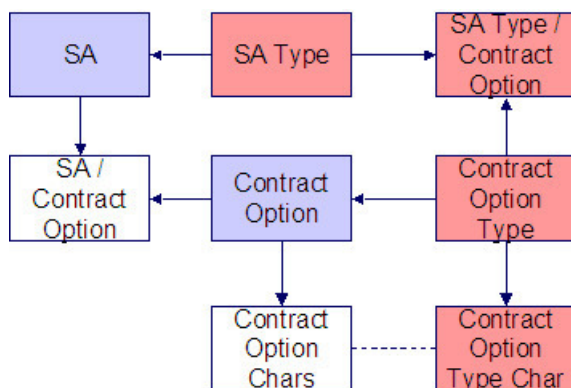 SA
SA Type
SA Type /
Contract
Option
SA /
Contract
Option
Contract
Option
Contract
Option
Type
Contract
Option
Chars
Contract
Option
Type Char